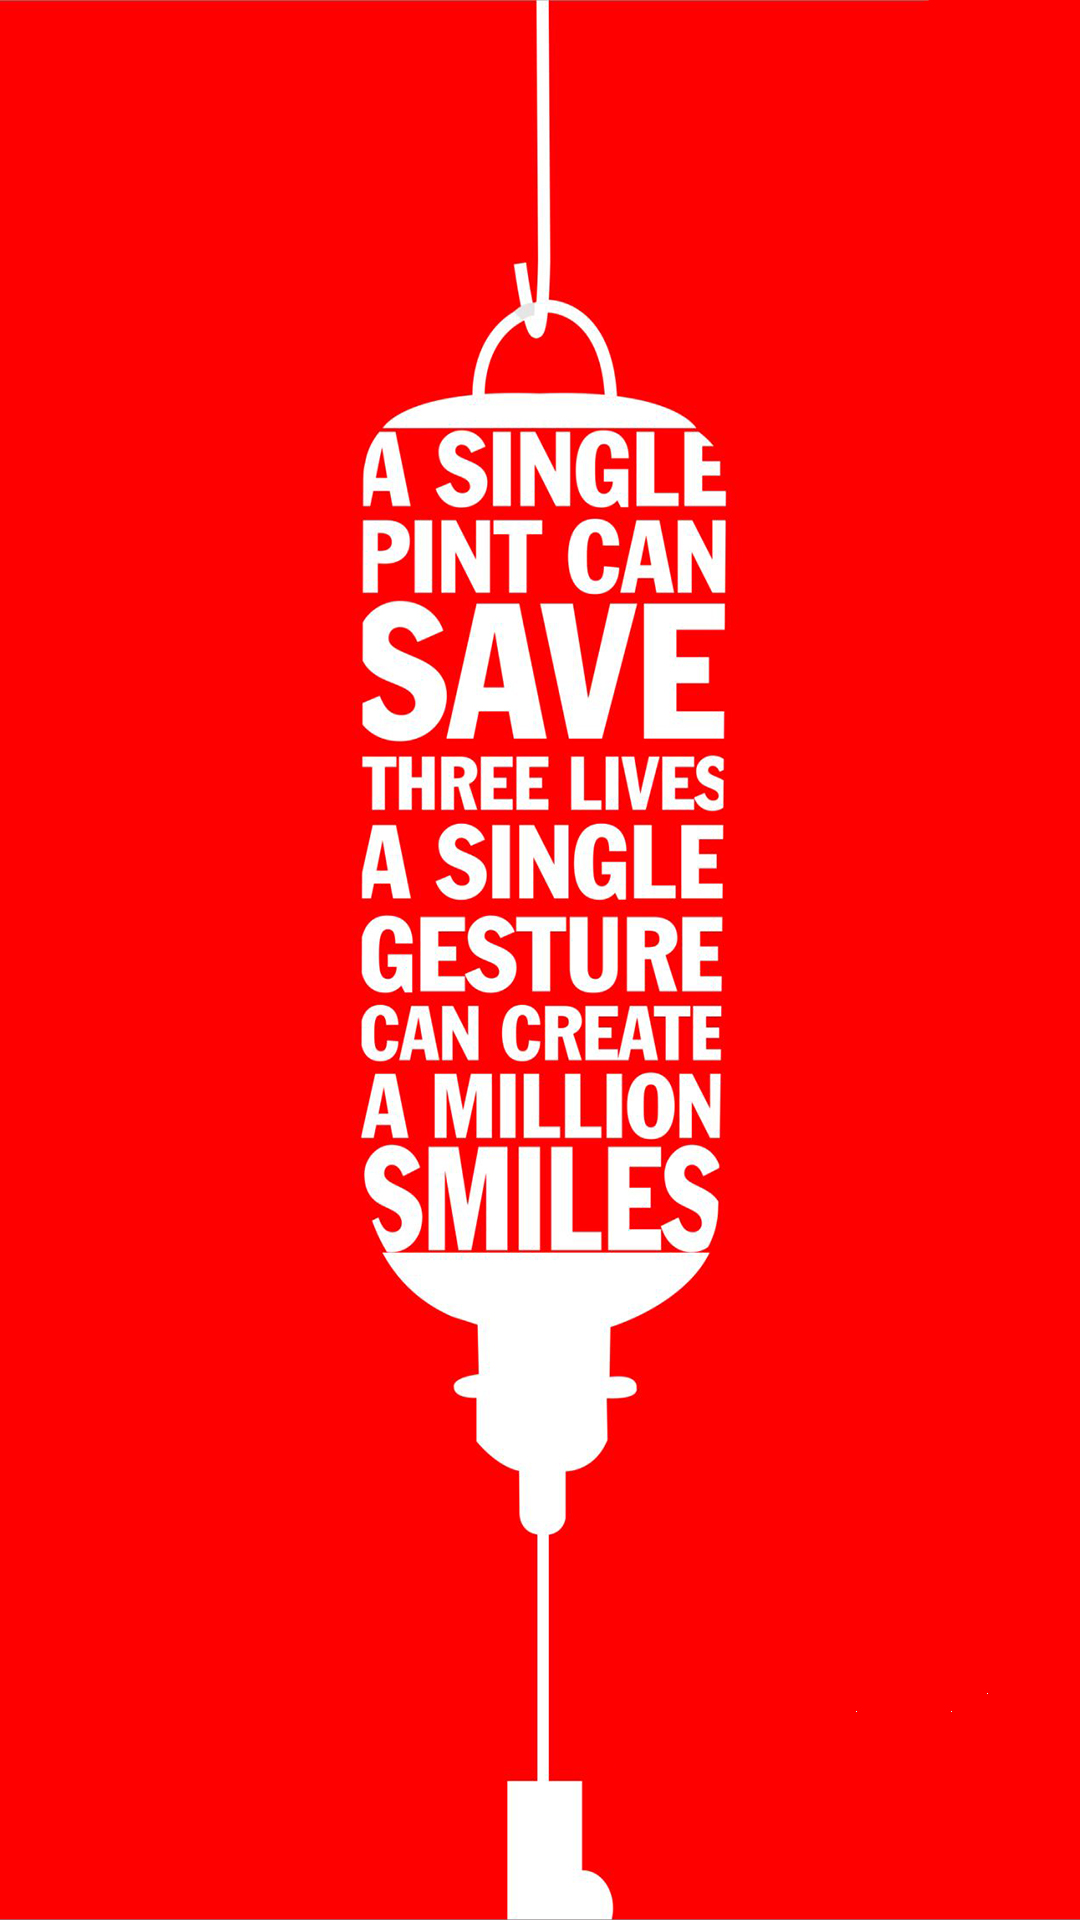 A SINGLE
PINT CAN
SAVE
THREE LIVES
A SINGLE
GESTURE
CAN CREATE
A MILLION
SMILES